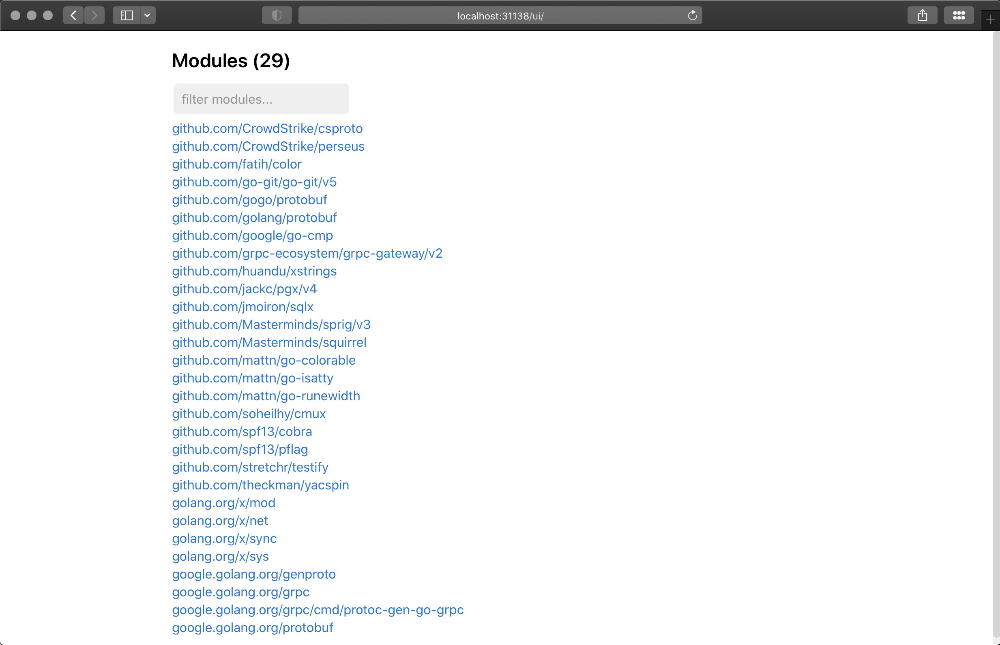 localhost:31138/ui/
Modules (29)
filter modules...
github.com/CrowdStrike/csproto
github.com/CrowdStrike/perseus
github.com/fatih/color
github.com/go-git/go-git/v5
github.com/gogo/protobuf
github.com/golang/protobuf
github.com/google/go-cmp
github.com/grpc-ecosystem/grpc-gateway/v2
github.com/huandu/xstrings
github.com/jackc/pgx/v4
github.com/jmoiron/sqlx
github.com/Masterminds/sprig/v3
github.com/Masterminds/squirrel
github.com/mattn/go-colorable
github.com/mattn/go-isatty
github.com/mattn/go-runewidth
github.com/soheilhy/cmux
github.com/spf13/cobra
github.com/spf13/pflag
github.com/stretchr/testify
github.com/theckman/yacspin
golang.org/x/mod
golang.org/x/net
golang.org/x/sync
golang.org/x/sys
google.golang.org/genproto
google.golang.org/grpc
google.golang.org/grpc/cmd/protoc-gen-go-grpc
google.golang.org/protobuf